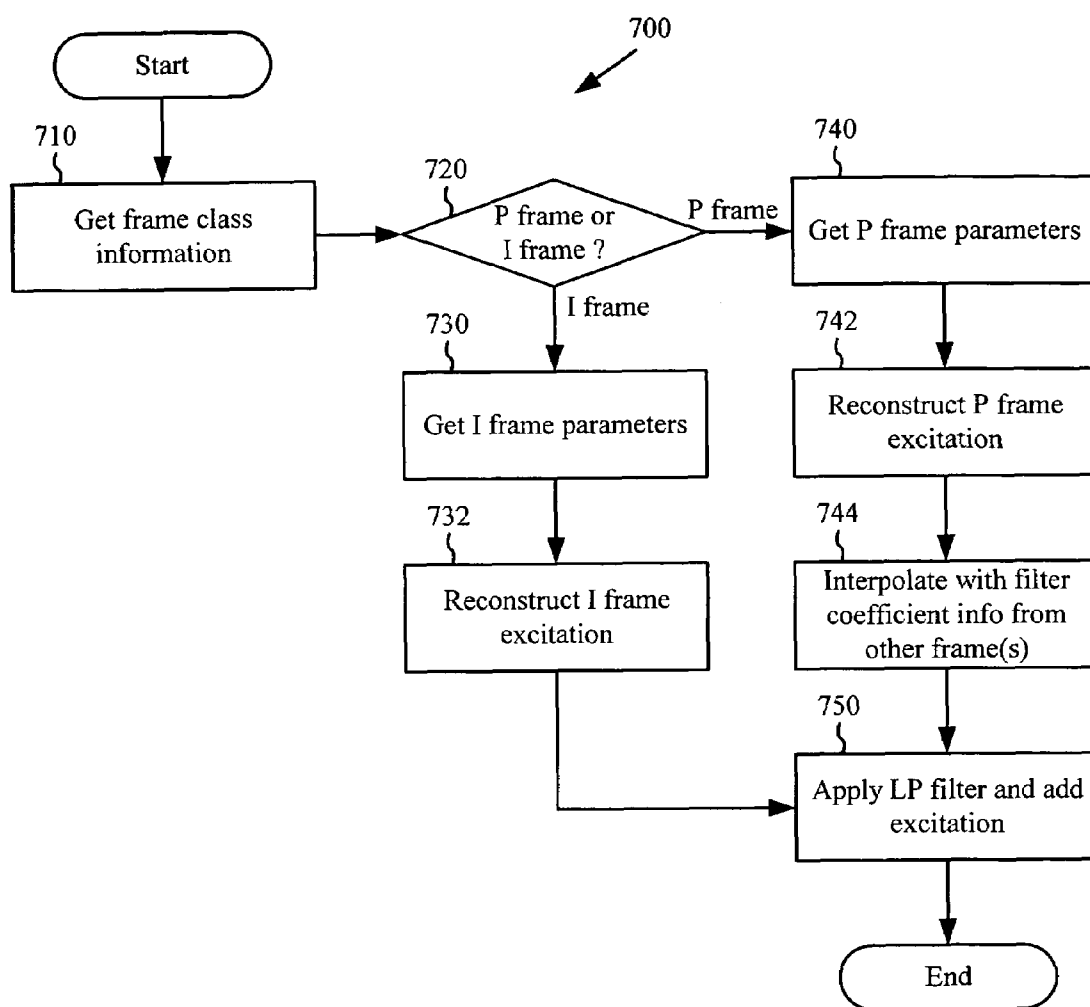 700
Start
710
Get frame class
information
720
P frame or
I frame ?
P frame
I frame
740
Get P frame parameters
730
Get I frame parameters
742
Reconstruct P frame
excitation
732
Reconstruct I frame
excitation
744
Interpolate with filter
coefficient info from
other frame(s)
750
Apply LP filter and add
excitation
End